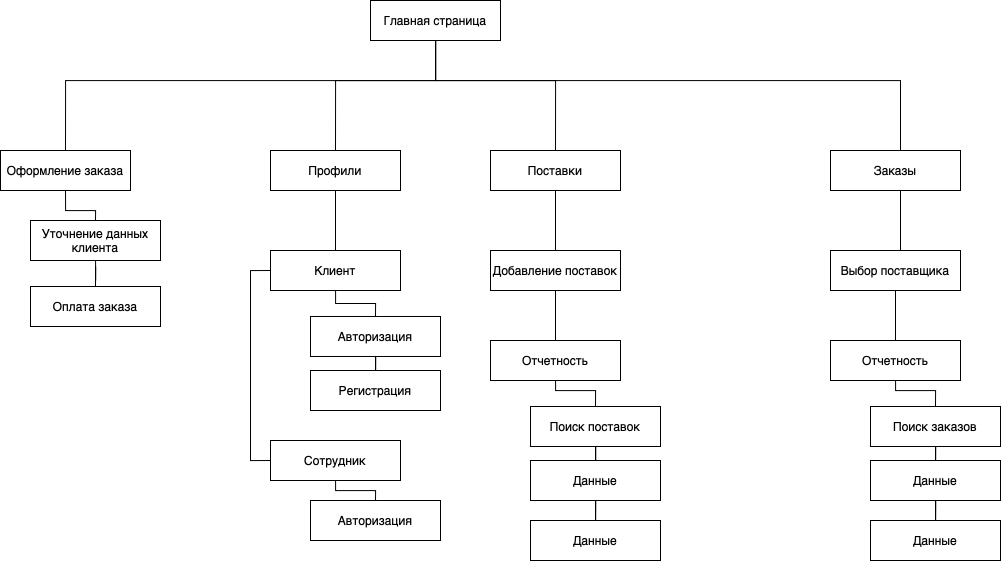 Главная страница
Оформление заказа
Профили
Поставки
Заказы
Уточнение данных
клиента
Клиент
Добавление поставок
Выбор поставщика
Оплата заказа
Авторизация
Отчетность
Отчетность
Регистрация
Поиск поставок
Поиск заказов
Сотрудник
Данные
Данные
Авторизация
Данные
Данные